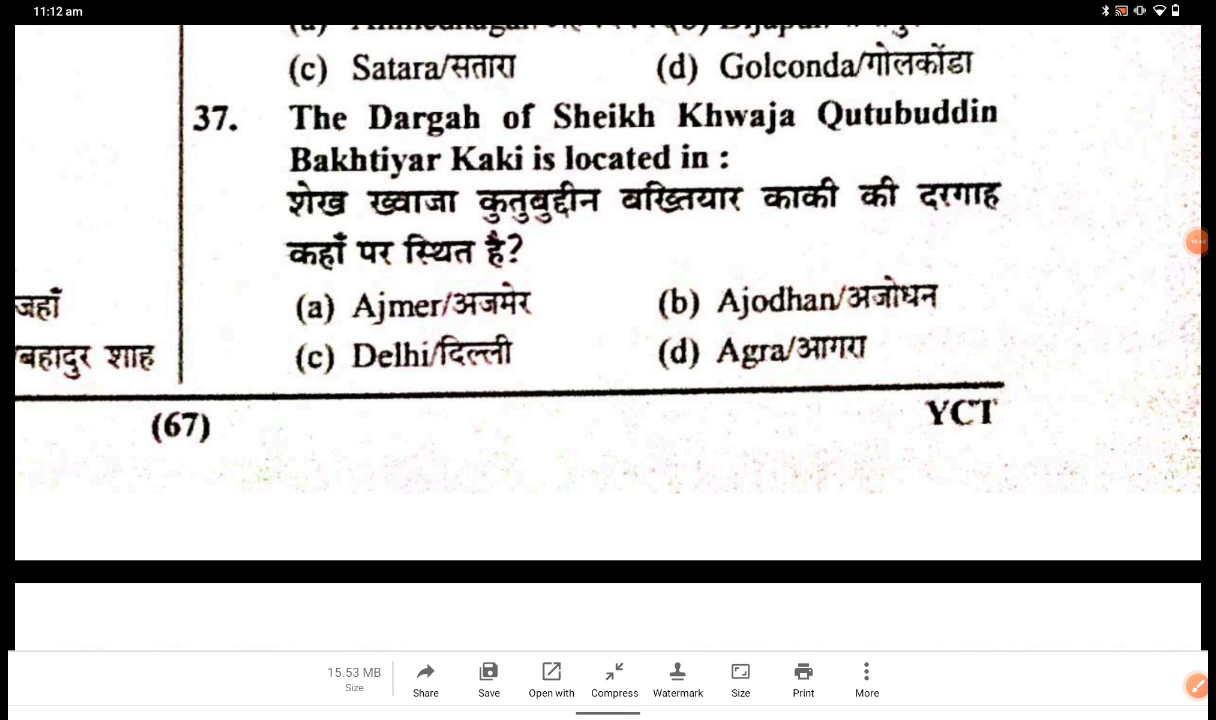 11:12 am
(c) Satara/सतारा (d) Golconda/गोलकोंडा
37. The Dargah of Sheikh Khwaja Qutubuddin
Bakhtiyar Kaki is located in :
शेख ख्वाजा कुतुबुद्दीन बख्तियार काकी की दरगाह
कहाँ पर स्थित है?
जहाँ
(a) Ajmer/अजमेर (b) Ajodhan/अजोधन
बहादुर शाह
(c) Delhi/दिल्ली (d) Agra/आगरा
(67) YCT
15.53 MB
Size
Share Save Open with Compress Watermark Size Print More